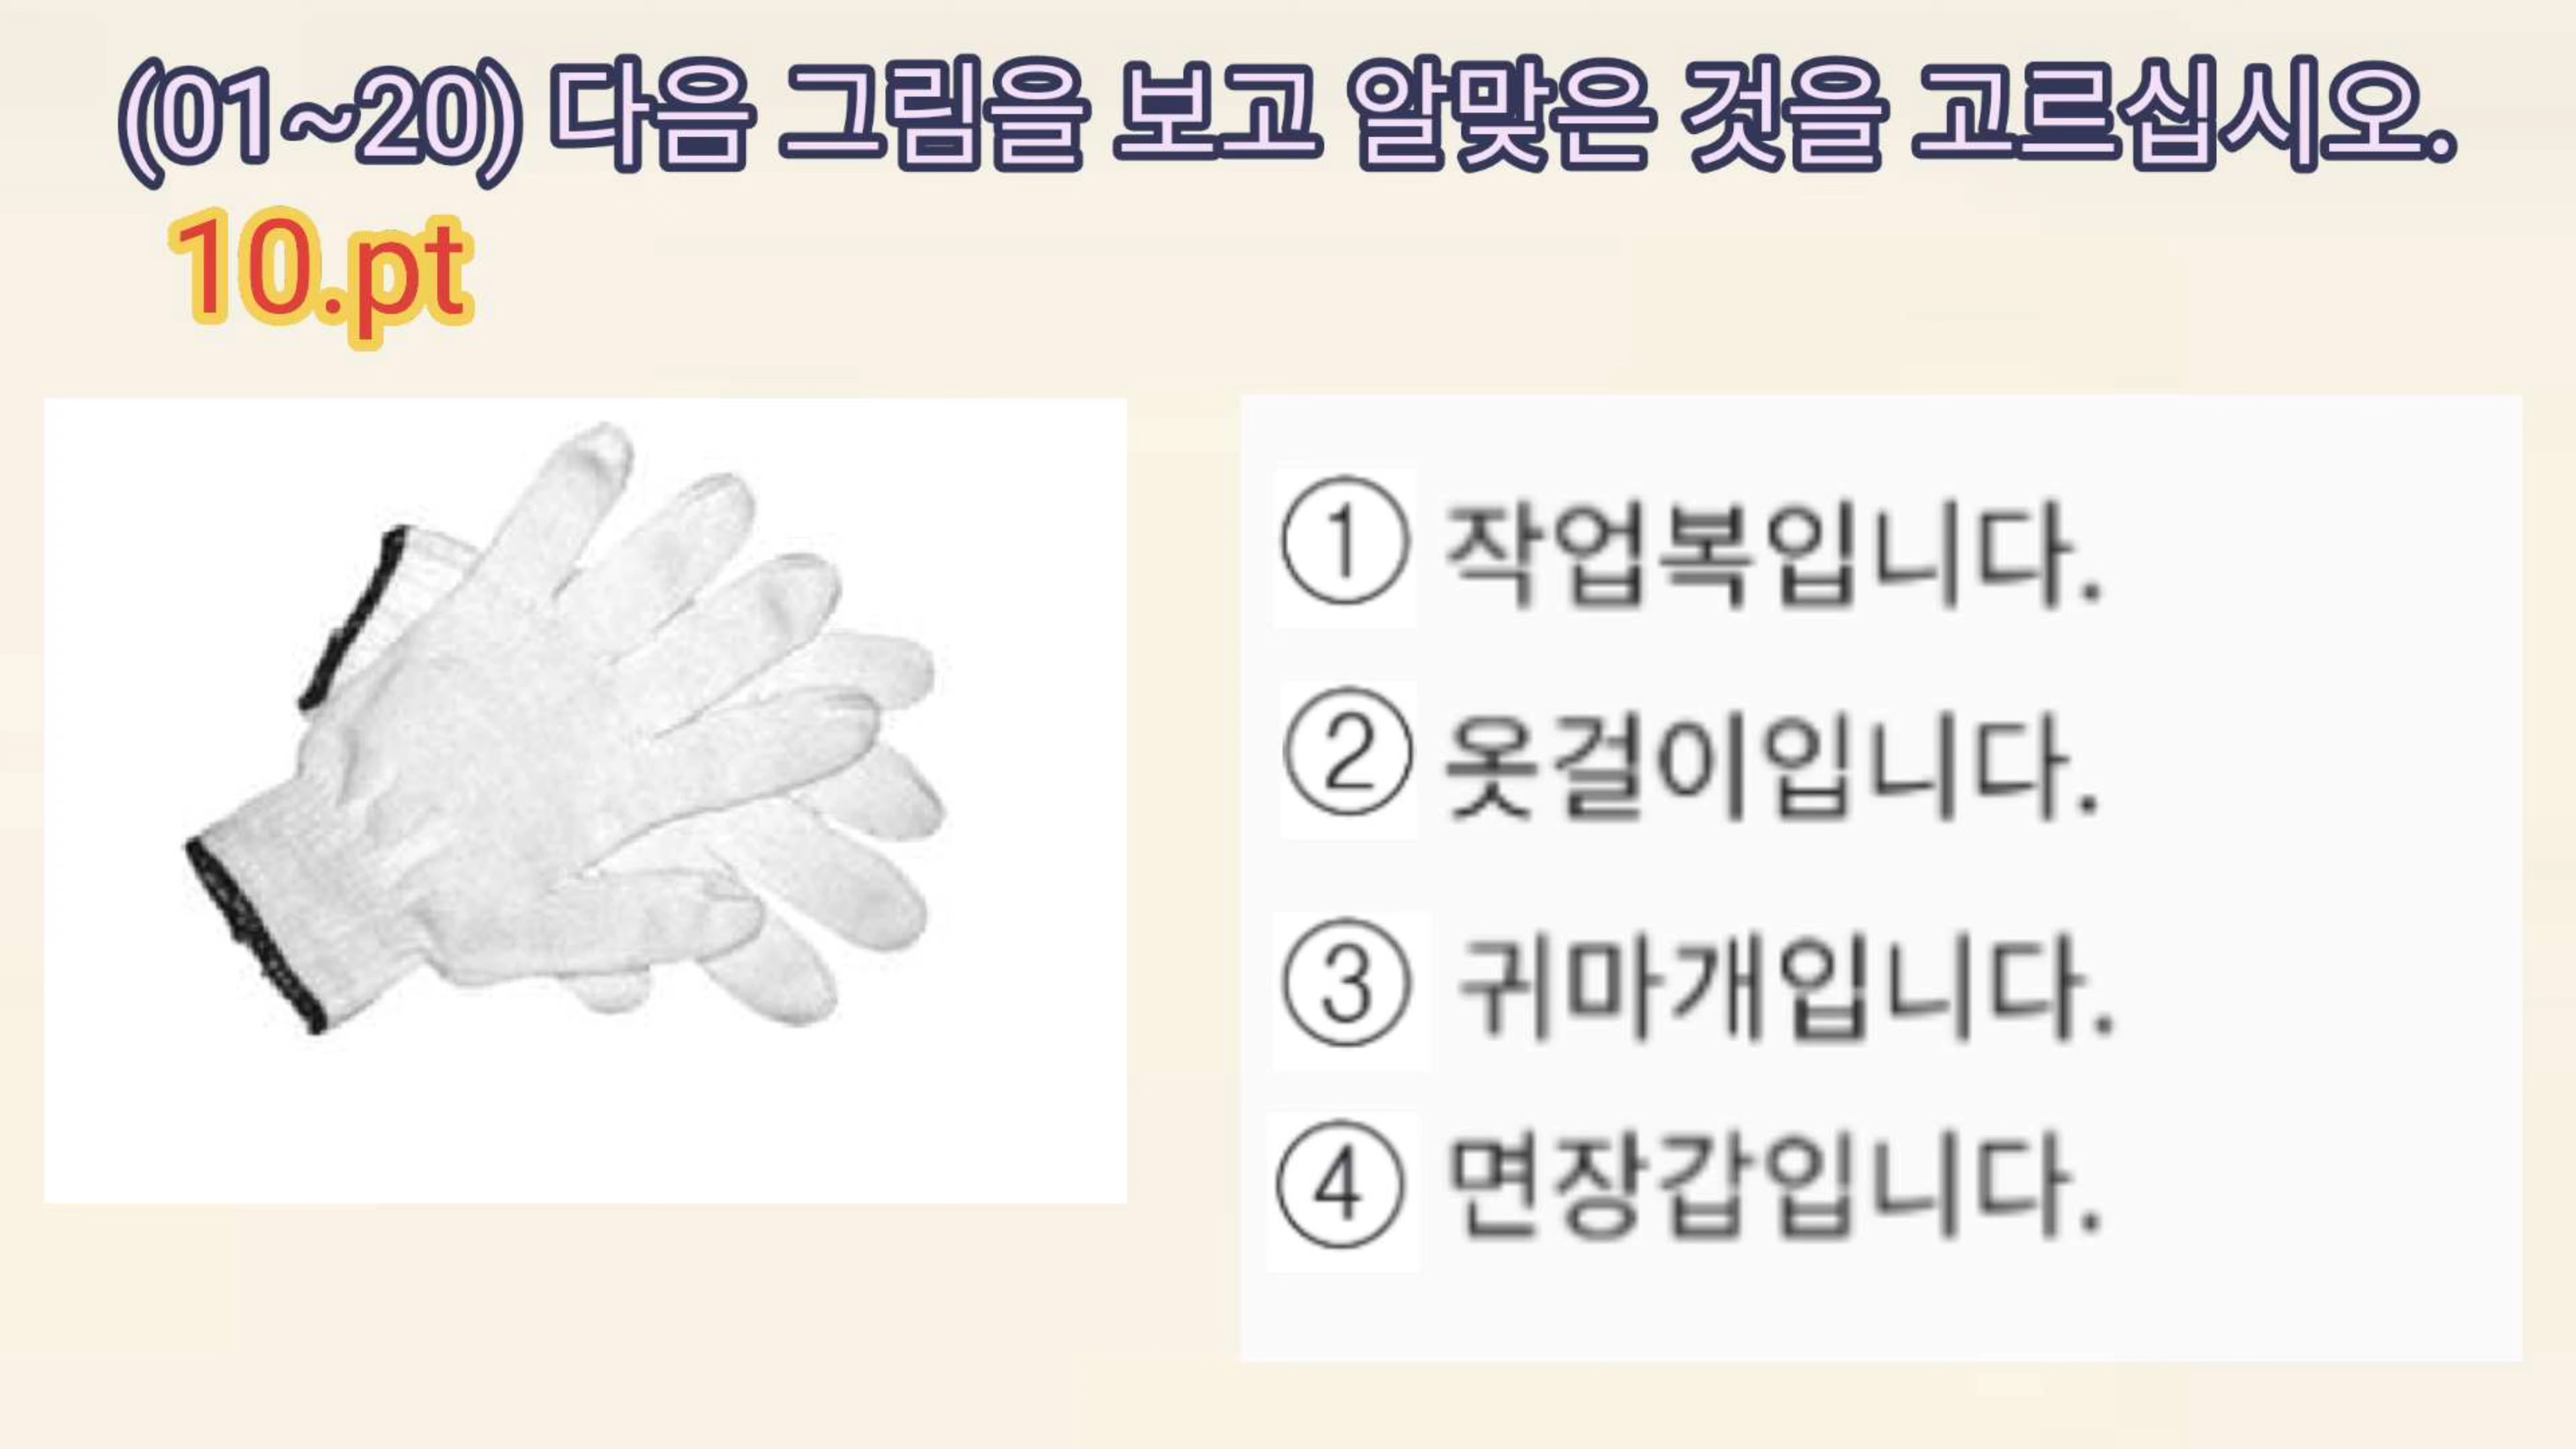 (01~20) 다음 그림을 보고 알맞은 것을 고르십시오.
10.pt
① 작업복입니다.
② 옷걸이입니다.
③ 귀마개입니다.
④ 면장갑입니다.